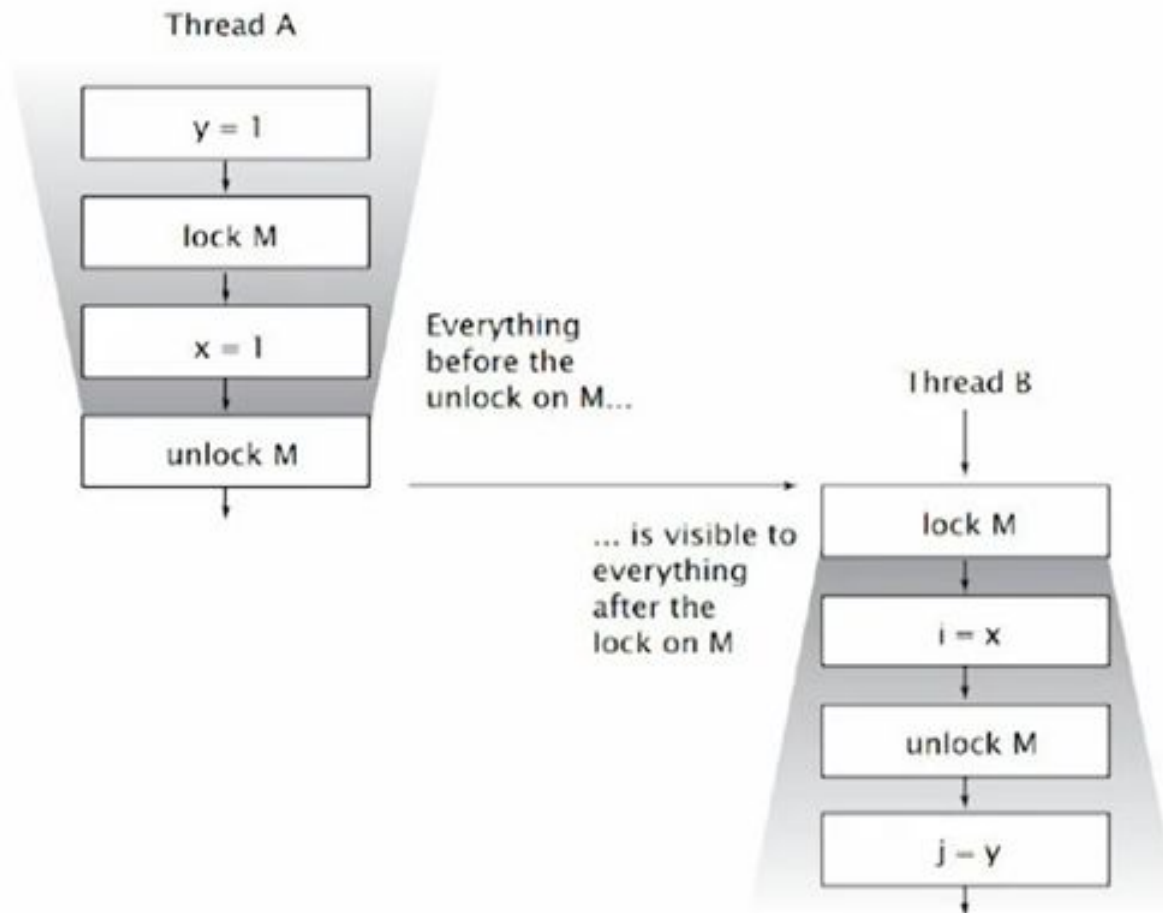 Thread A
y = 1
lock M
x = 1
unlock M
Everything
before the
unlock on M...
Thread B
lock M
... is visible to
everything
after the
lock on M
i = x
unlock M
j = y